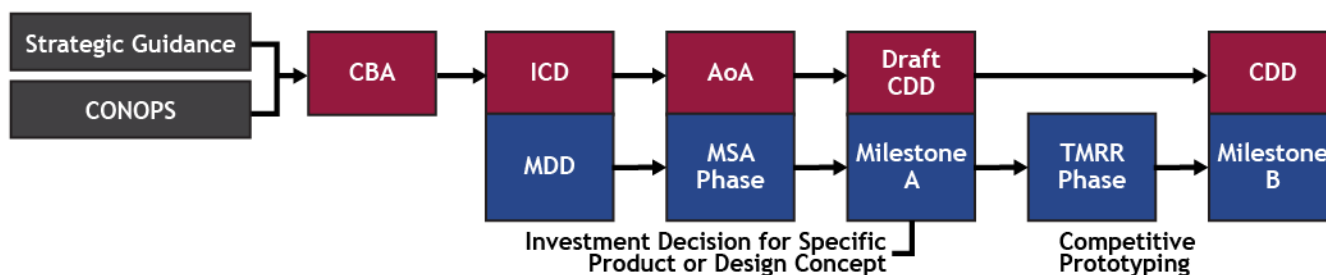 Strategic Guidance
CONOPS
CBA
ICD
AoA
Draft
CDD
CDD
MDD
MSA
Phase
Milestone
A
TMRR
Phase
Milestone
B
Investment Decision for Specific
Product or Design Concept
Competitive
Prototyping